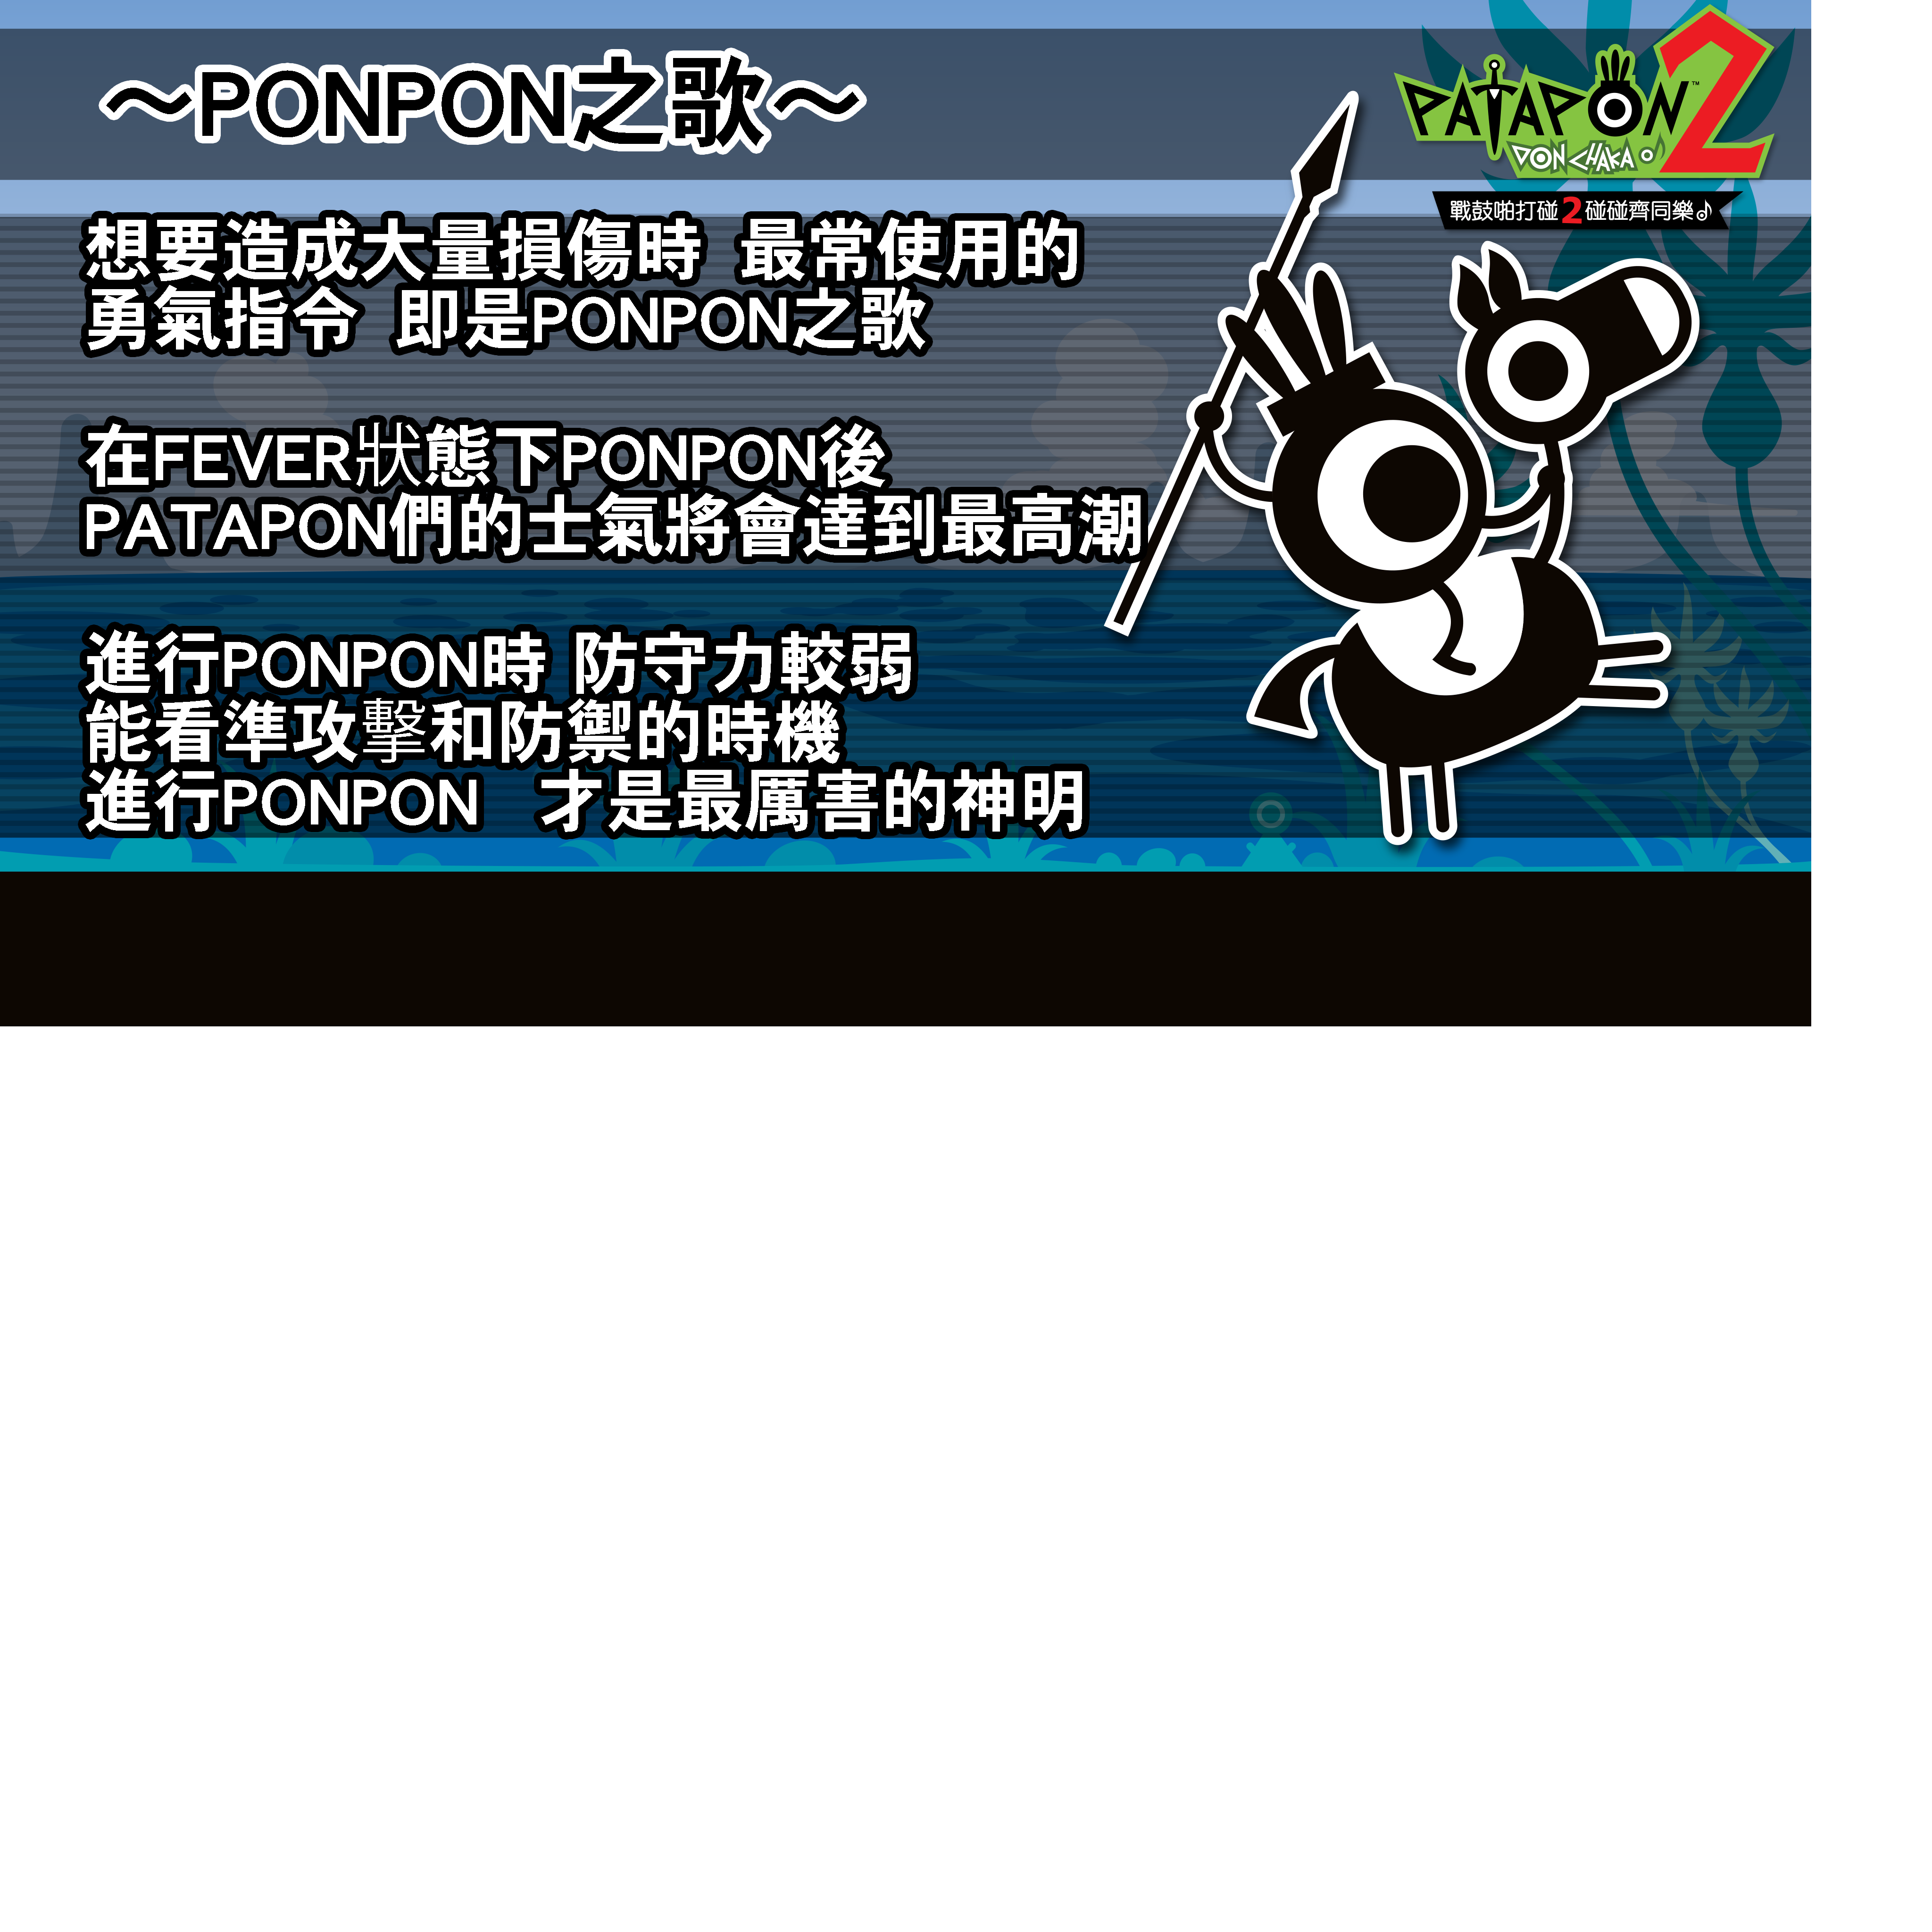 ～PONPON之歌～
PATAPON 2
™
DON CHAKA♪
戰鼓啪打碰2碰碰齊同樂♪
想要造成大量損傷時 最常使用的
勇氣指令 即是PONPON之歌
在FEVER狀態下PONPON後
PATAPON們的士氣將會達到最高潮
進行PONPON時 防守力較弱
能看準攻擊和防禦的時機
進行PONPON 才是最厲害的神明